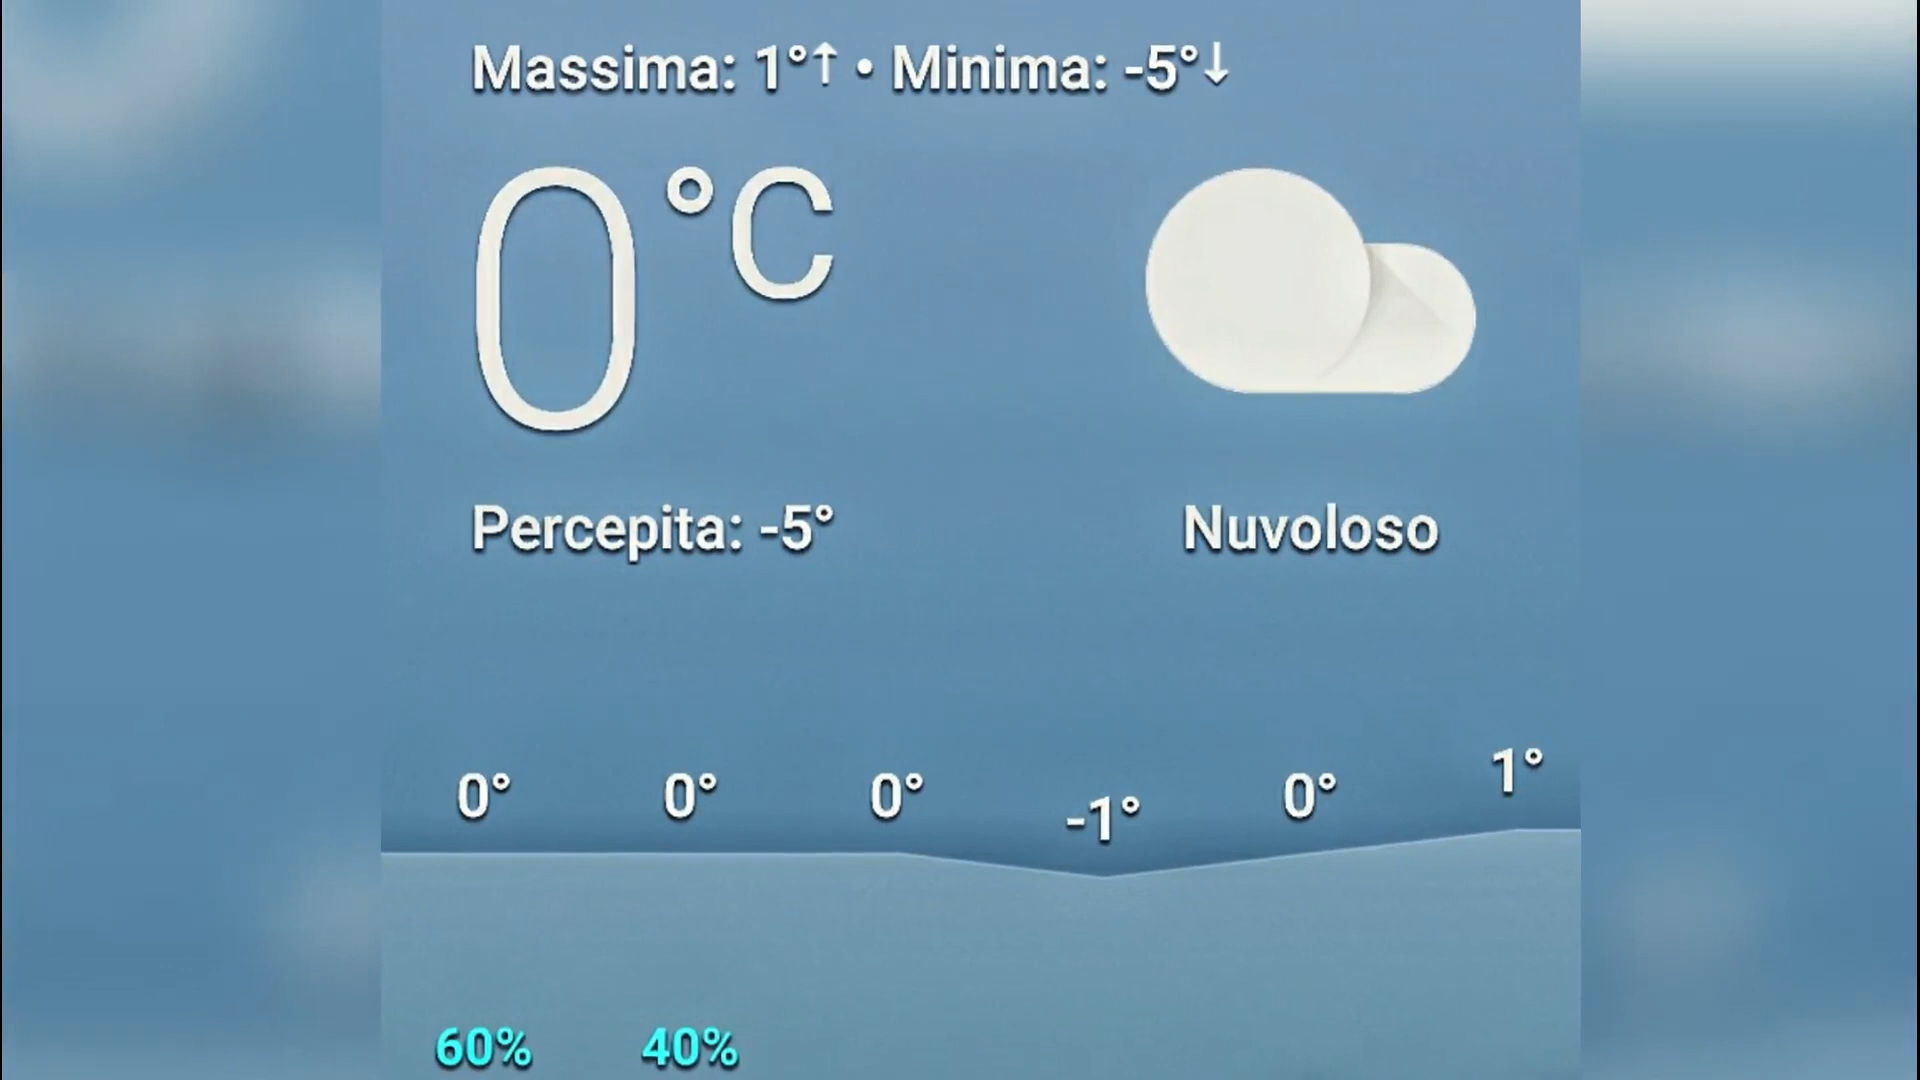 Massima: 1°↑ • Minima: -5°↓
0°C
Percepita: -5°
Nuvoloso
0° 0° 0° -1° 0° 1°
60% 40%